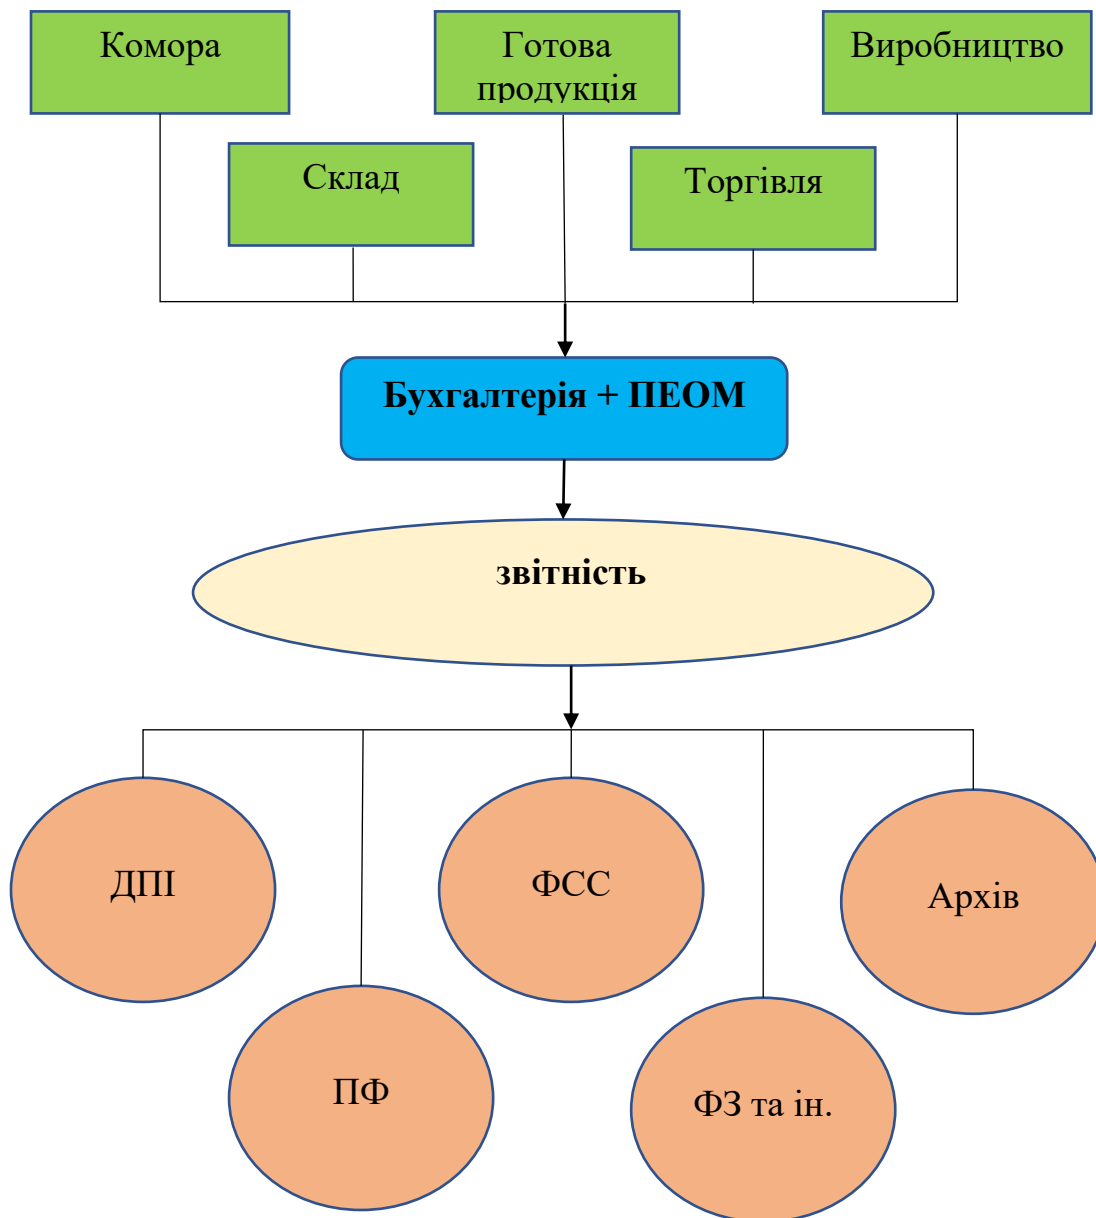 Комора
Готова
продукція
Виробництво
Склад
Торгівля
Бухгалтерія + ПЕОМ
звітність
ДПІ
ФСС
Архів
ПФ
ФЗ та ін.